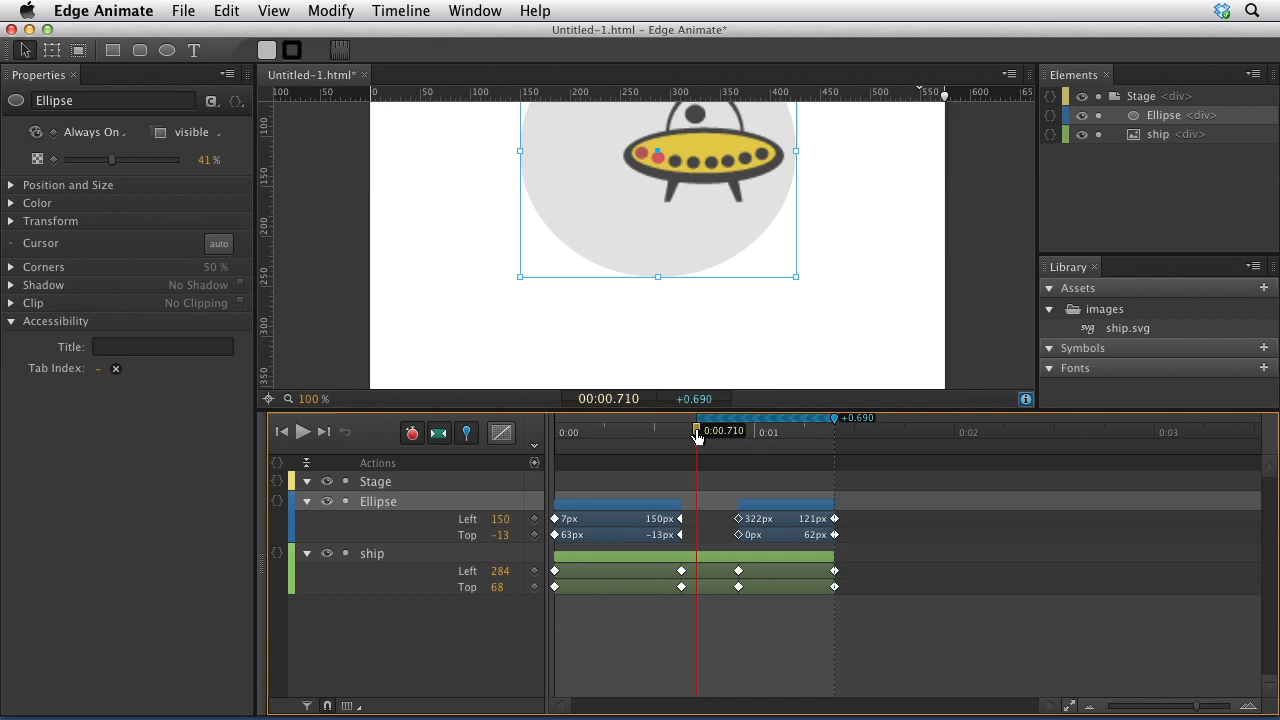 Edge Animate File Edit View Modify Timeline Window Help
Untitled-1.html - Edge Animate*
T
Properties ×
Ellipse
Always On.
visible
41 %
Position and Size
Color
Transform
Cursor auto
Corners 50 %
Shadow No Shadow
Clip No Clipping
Accessibility
Title:
Tab Index: –
Untitled-1.html* ×
100 50 0 50 100 150 200 250 300 350 400 450 500 550 600 65
100
150
200
250
300
350
100 %
00:00.710
+0.690
Elements ×
Stage <div>
Ellipse <div>
ship <div>
Library ×
Assets +
images
svg ship.svg
Symbols +
Fonts +
+0.690
0:00 0:00.710 0:01 0:02 0:03
Actions
Stage
Ellipse
Left 150 7px 150px 322px 121px
Top -13 63px -13px 0px 62px
ship
Left 284
Top 68